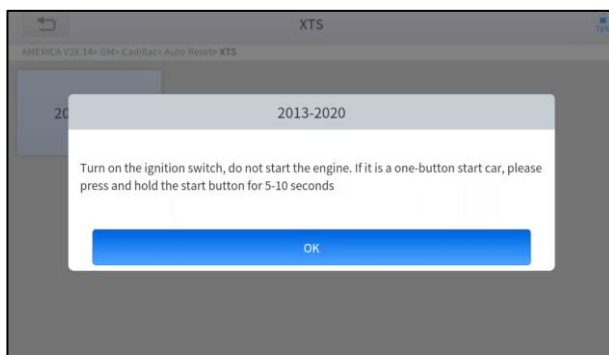 XTS
AMERICA V28.14> GM> Cadillac> Auto Reset> XTS
20
2013-2020
Turn on the ignition switch, do not start the engine. If it is a one-button start car, please
press and hold the start button for 5-10 seconds
OK